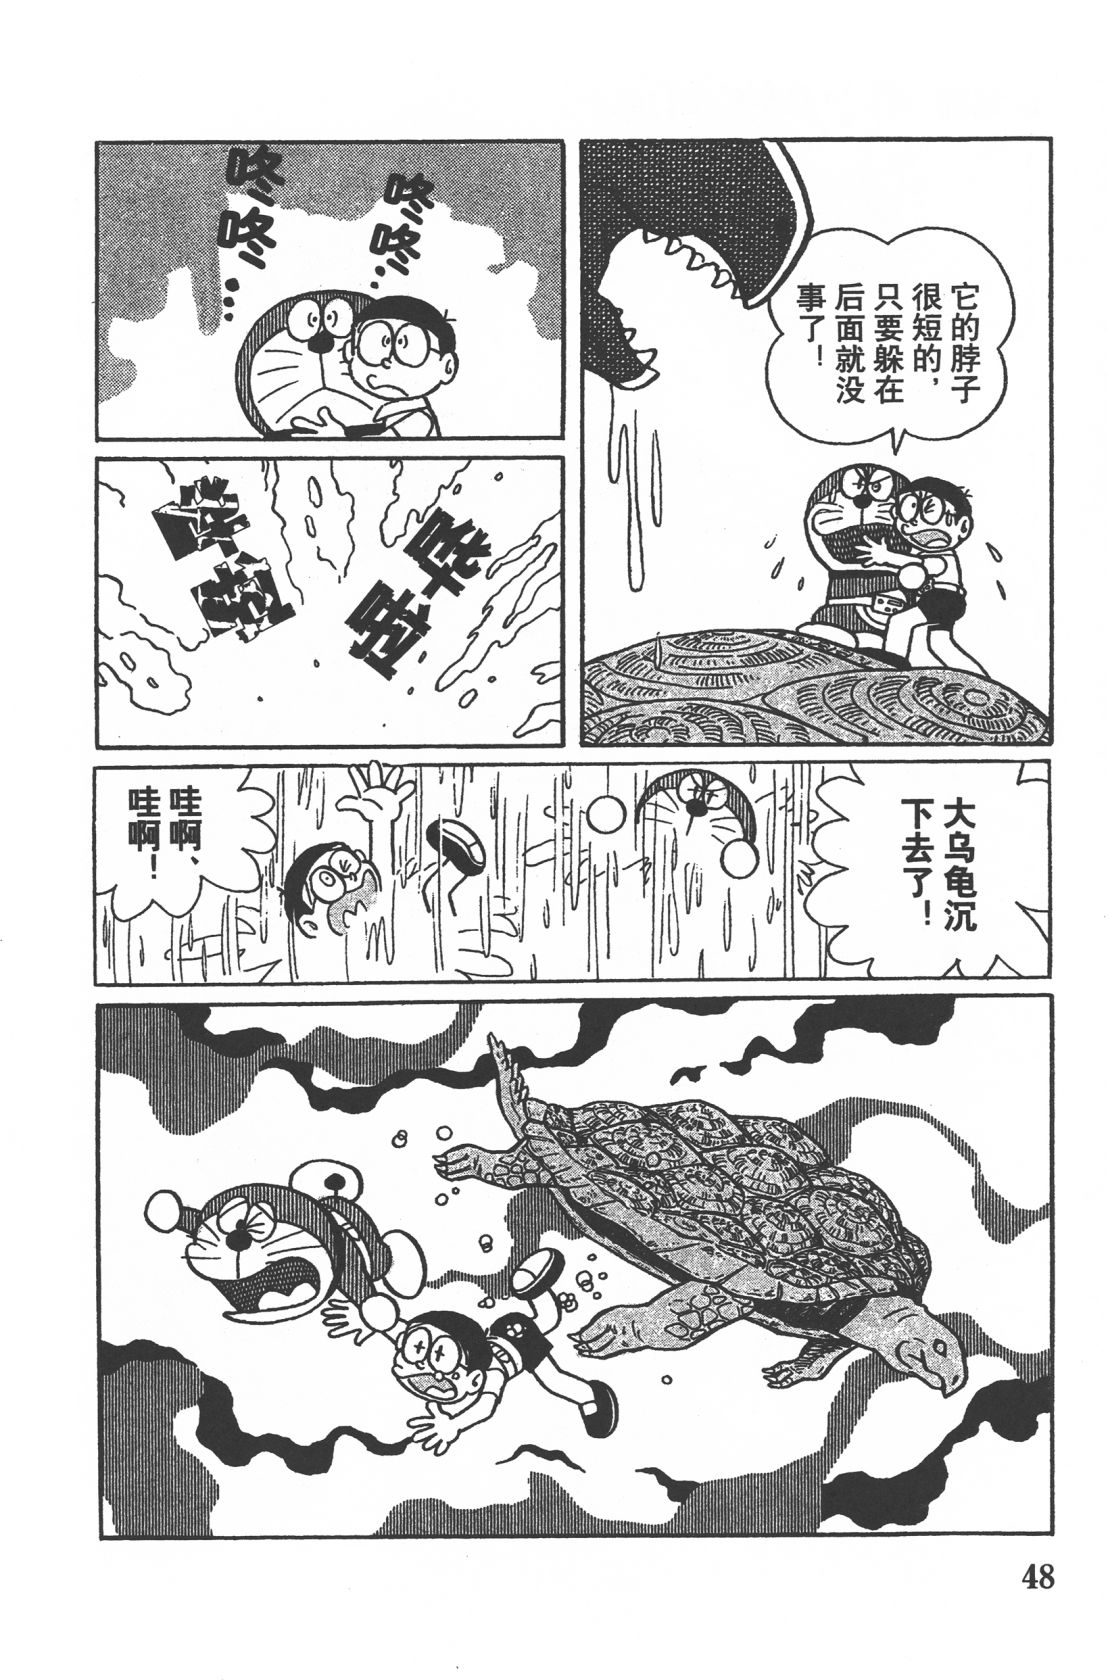 它的脖子
很短的，
只要躲在
后面就没
事了！
咚咚…
咚咚…
哗啦
大乌龟沉
下去了！
哇啊、
哇啊！
48